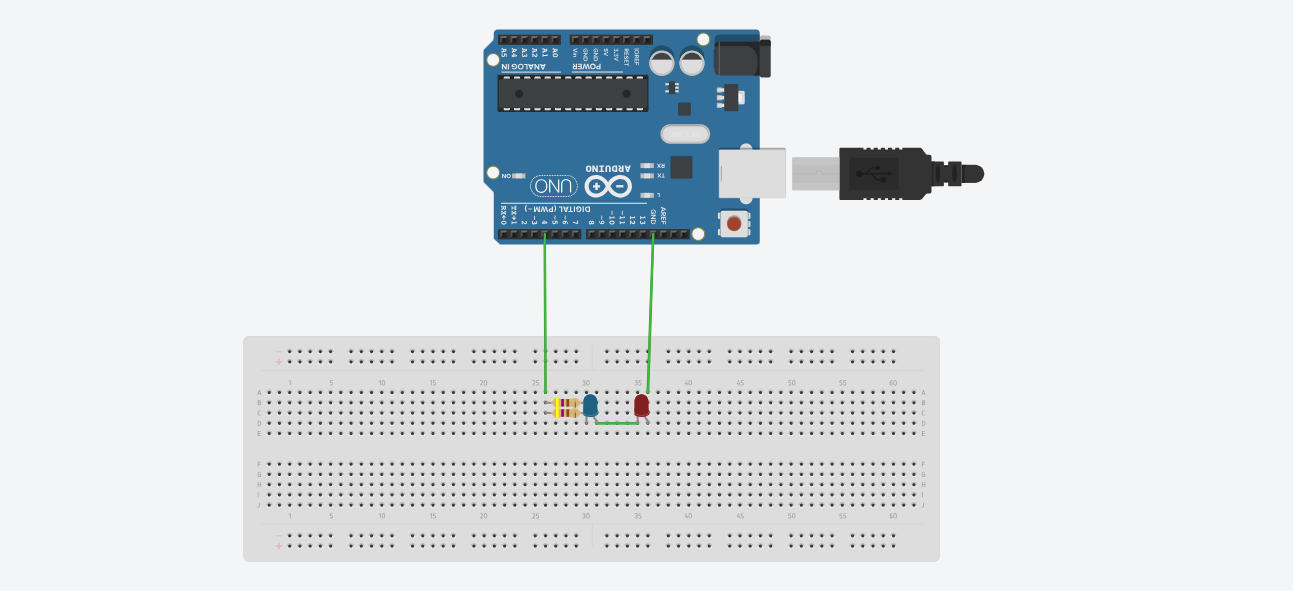 A5 A4 A3 A2 A1 A0
Vin GND GND 5V 3.3V RESET IOREF
ANALOG IN
POWER
RX
ARDUINO
TX
ON
UNO
L
DIGITAL (PWM~)
RX←0 TX→1 2 ~3 4 ~5 ~6 7 8 ~9 ~10 ~11 12 13 GND AREF
−
+
1 5 10 15 20 25 30 35 40 45 50 55 60
A A
B B
C C
D D
E E
F F
G G
H H
I I
J J
1 5 10 15 20 25 30 35 40 45 50 55 60
−
+